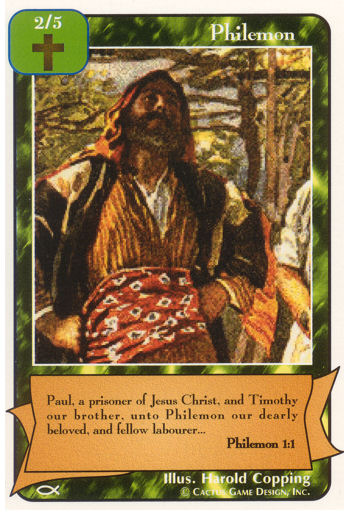 2/5
Philemon
Paul, a prisoner of Jesus Christ, and Timothy
our brother, unto Philemon our dearly
beloved, and fellow labourer...
Philemon 1:1
Illus. Harold Copping
© Cactus Game Design, Inc.